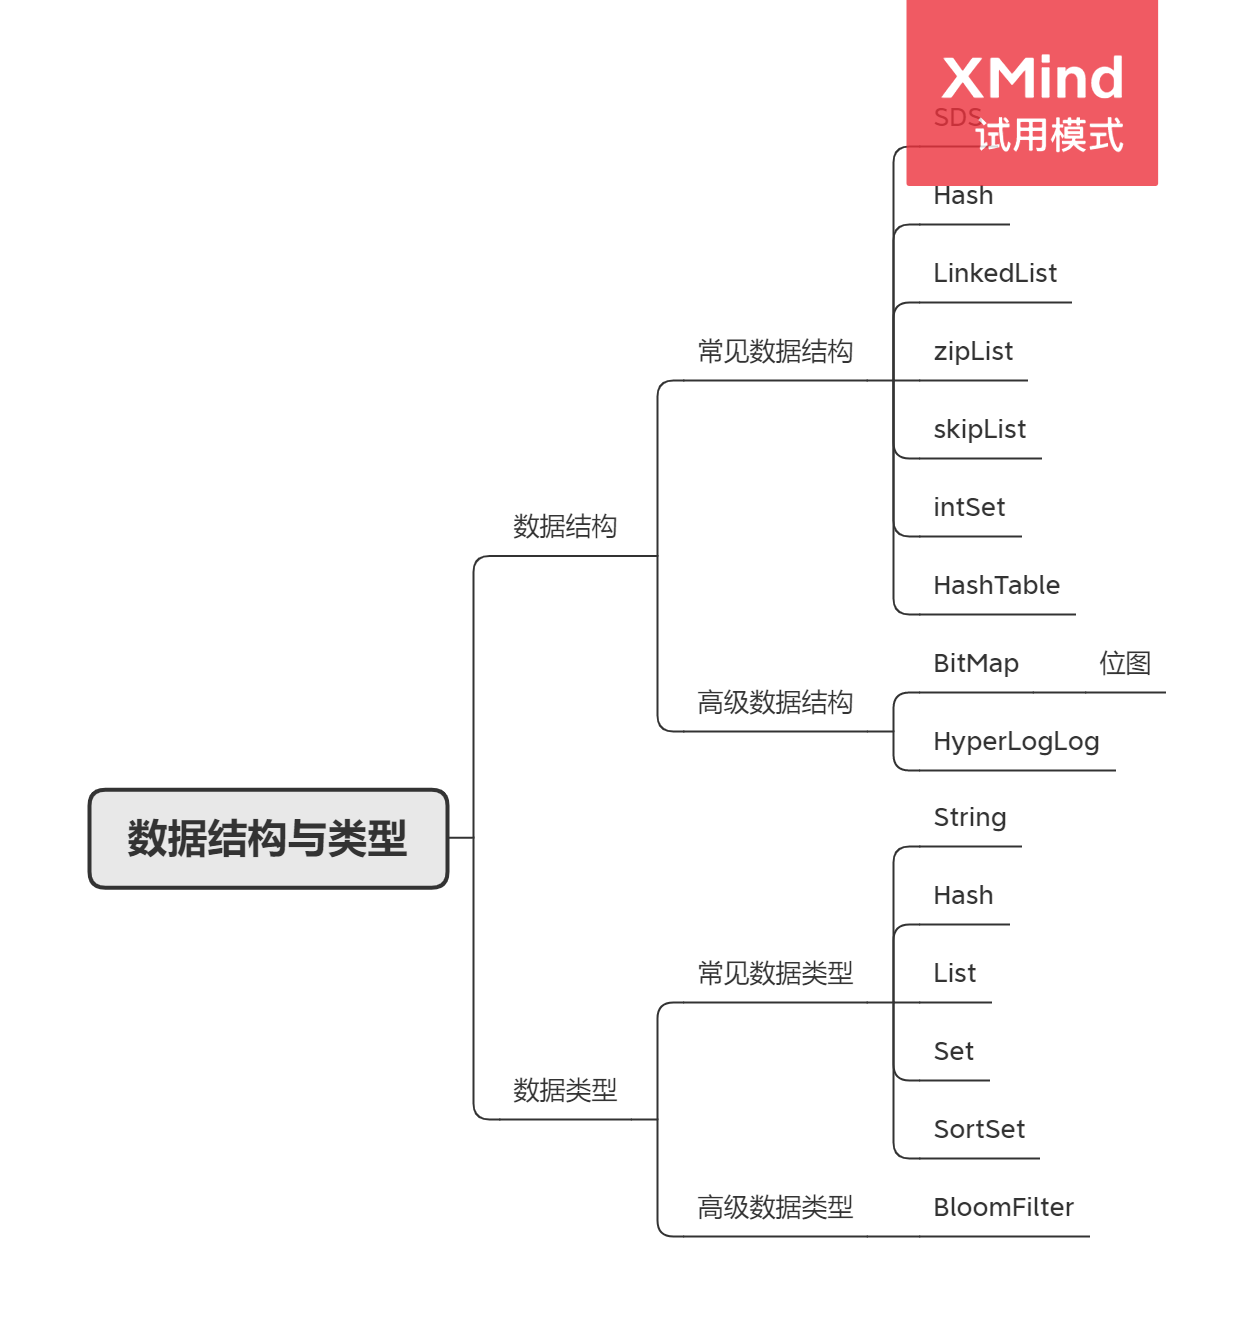 XMind
试用模式
SDS
Hash
LinkedList
常见数据结构
zipList
skipList
intSet
数据结构
HashTable
BitMap
位图
高级数据结构
HyperLogLog
数据结构与类型
String
Hash
常见数据类型
List
Set
数据类型
SortSet
高级数据类型
BloomFilter